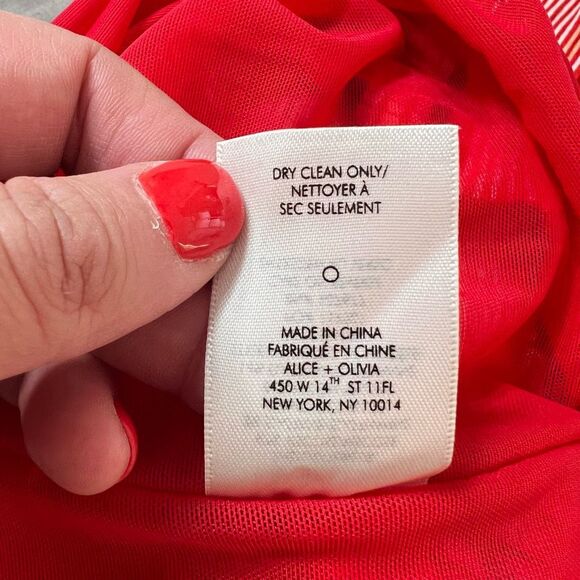 DRY CLEAN ONLY/
NETTOYER À
SEC SEULEMENT
MADE IN CHINA
FABRIQUÉ EN CHINE
ALICE + OLIVIA
450 W 14TH ST 11FL
NEW YORK, NY 10014